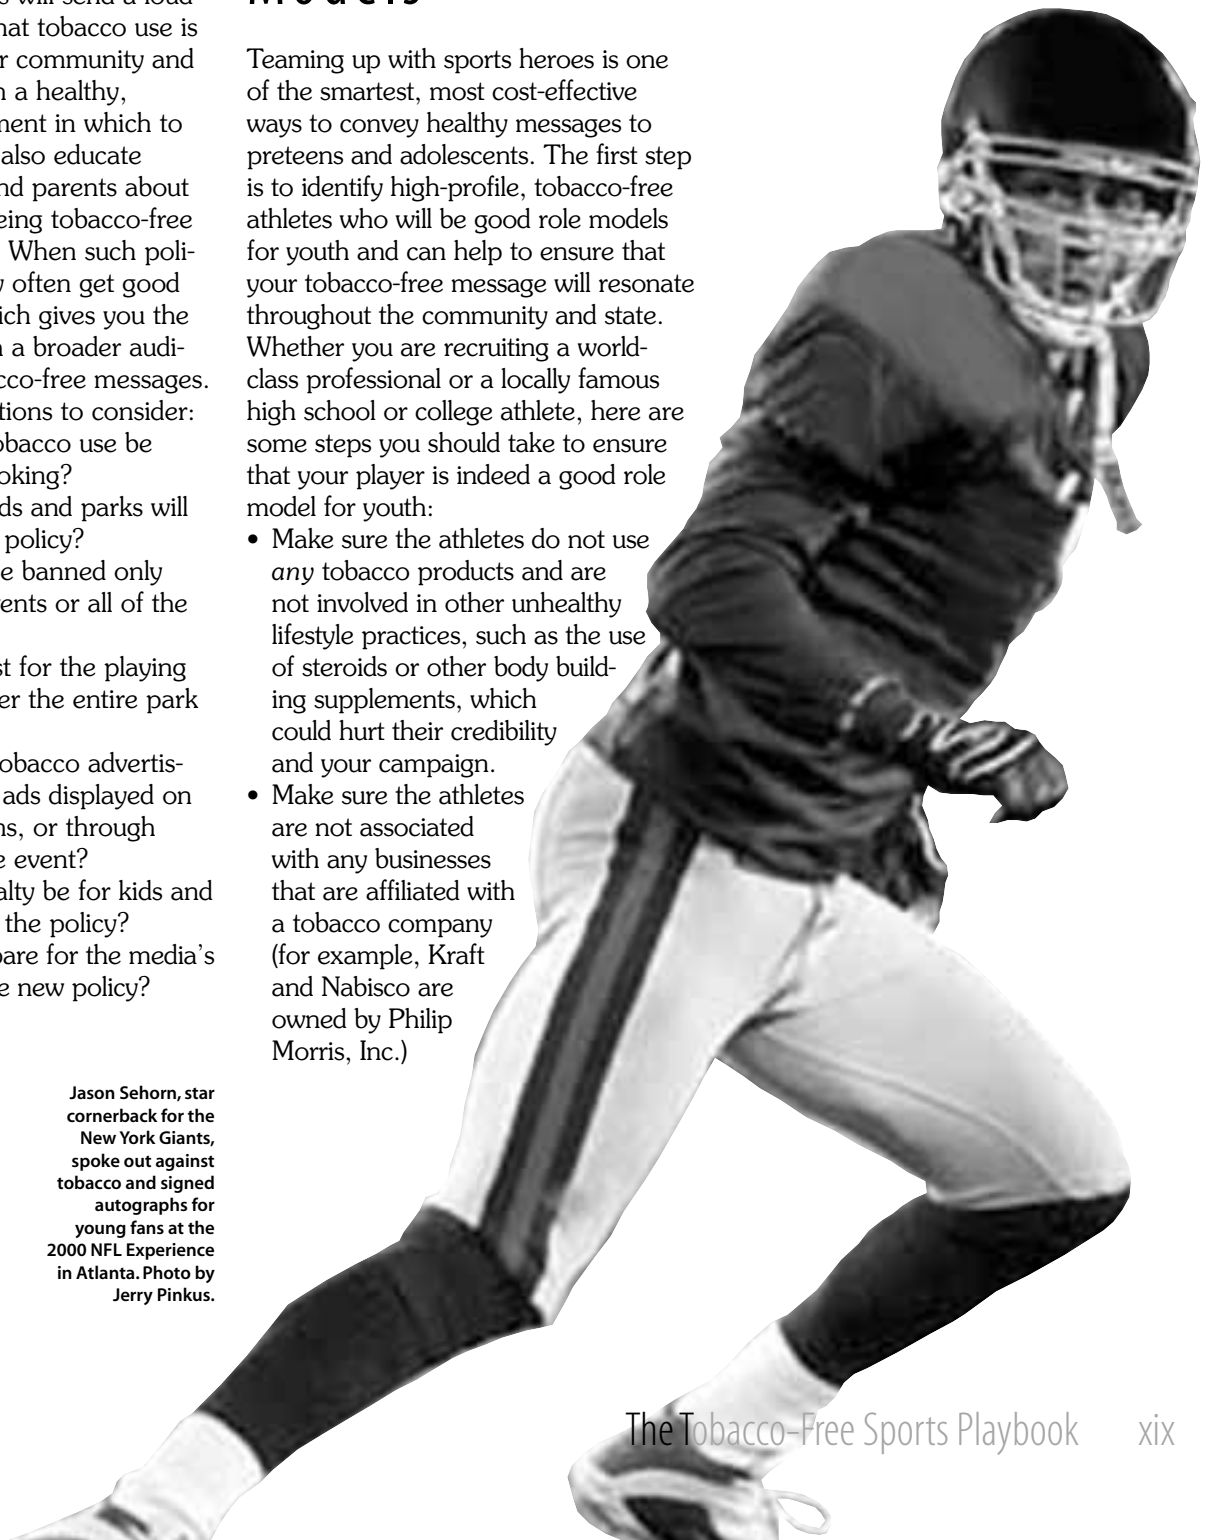 s will send a loud
hat tobacco use is
r community and
n a healthy,
ment in which to
also educate
nd parents about
eing tobacco-free
. When such poli-
y often get good
ich gives you the
n a broader audi-
cco-free messages.
tions to consider:
obacco use be
oking?
ds and parks will
policy?
e banned only
ents or all of the
st for the playing
er the entire park
obacco advertis-
ads displayed on
ns, or through
e event?
alty be for kids and
the policy?
pare for the media's
e new policy?
Models
Teaming up with sports heroes is one
of the smartest, most cost-effective
ways to convey healthy messages to
preteens and adolescents. The first step
is to identify high-profile, tobacco-free
athletes who will be good role models
for youth and can help to ensure that
your tobacco-free message will resonate
throughout the community and state.
Whether you are recruiting a world-
class professional or a locally famous
high school or college athlete, here are
some steps you should take to ensure
that your player is indeed a good role
model for youth:
• Make sure the athletes do not use
any tobacco products and are
not involved in other unhealthy
lifestyle practices, such as the use
of steroids or other body build-
ing supplements, which
could hurt their credibility
and your campaign.
• Make sure the athletes
are not associated
with any businesses
that are affiliated with
a tobacco company
(for example, Kraft
and Nabisco are
owned by Philip
Morris, Inc.)
Jason Sehorn, star
cornerback for the
New York Giants,
spoke out against
tobacco and signed
autographs for
young fans at the
2000 NFL Experience
in Atlanta. Photo by
Jerry Pinkus.
The Tobacco-Free Sports Playbook xix